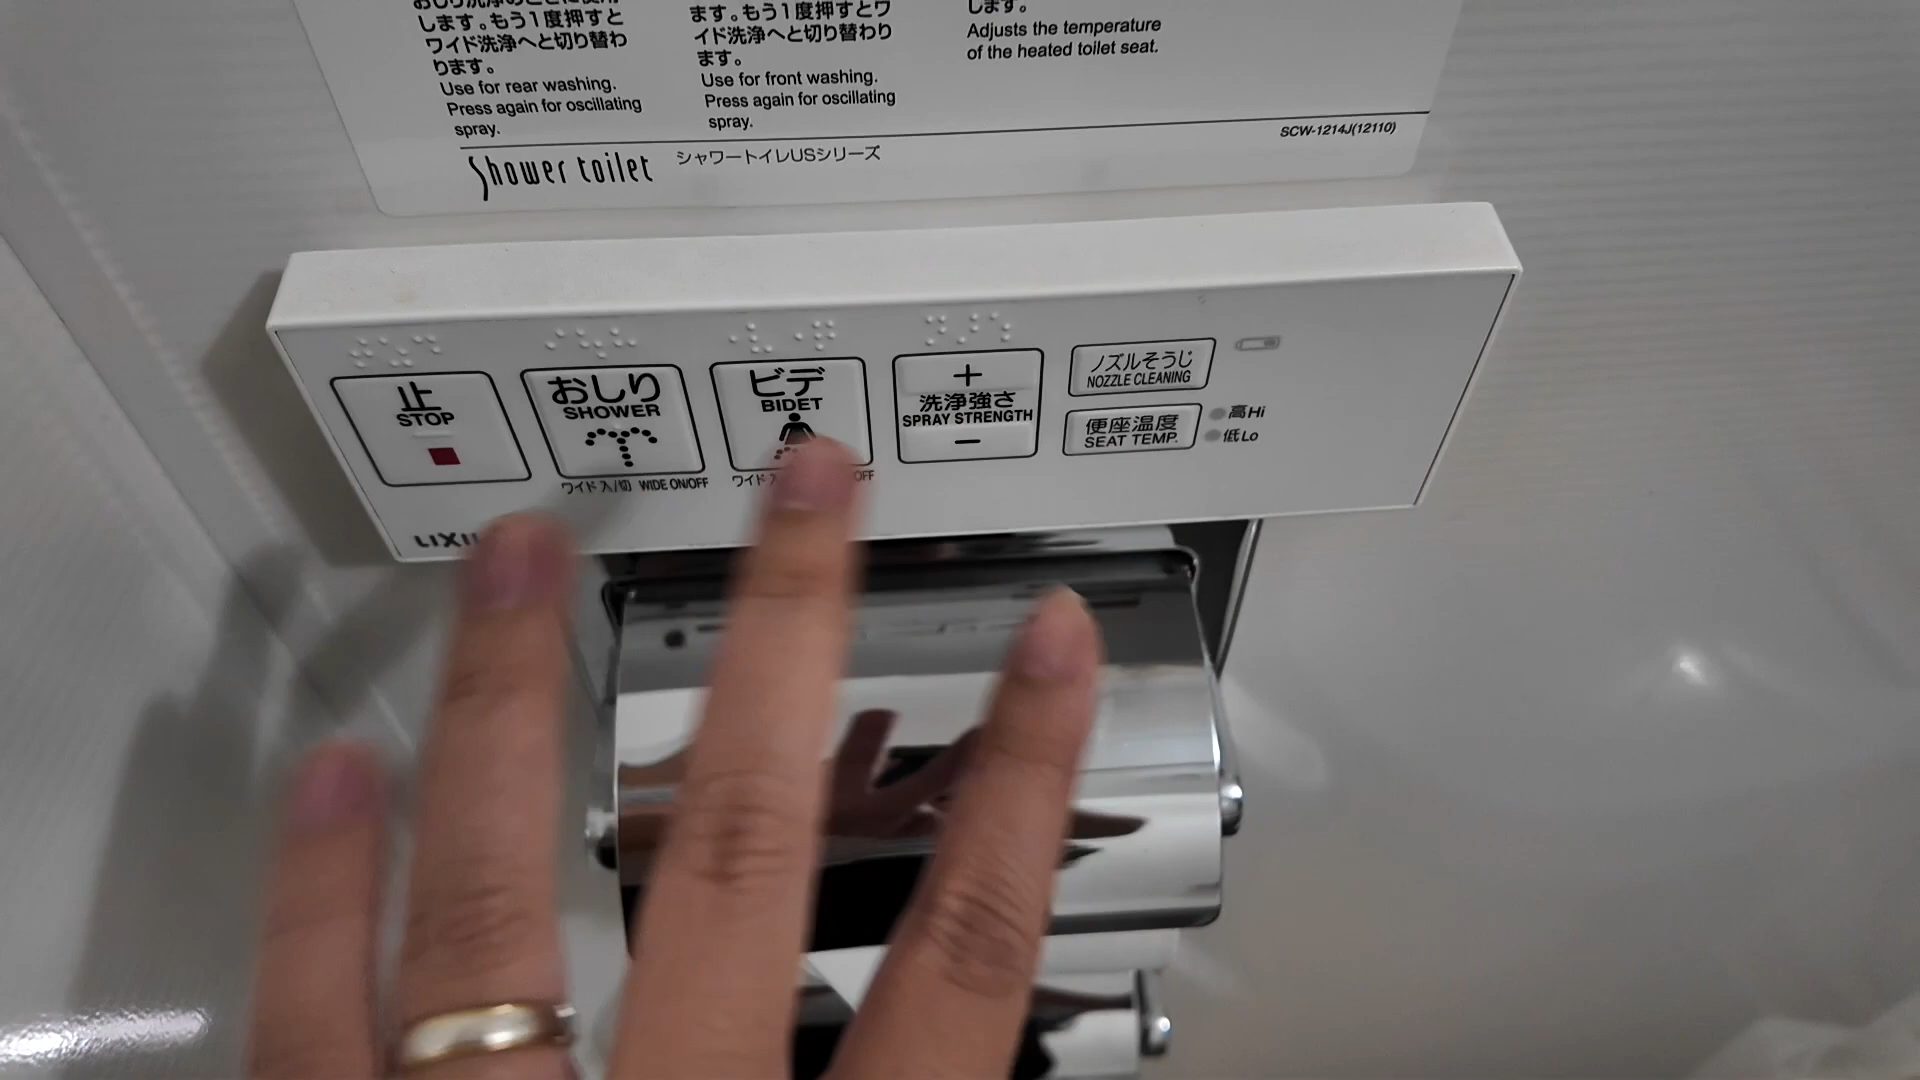 します。もう1度押すと
ワイド洗浄へと切り替わ
ります。
Use for rear washing.
Press again for oscillating
spray.
ます。もう1度押すとワ
イド洗浄へと切り替わり
ます。
Use for front washing.
Press again for oscillating
spray.
します。
Adjusts the temperature
of the heated toilet seat.
SCW-1214J(12110)
Shower toilet シャワートイレUSシリーズ
止
STOP
おしり
SHOWER
ワイド 入/切 WIDE ON/OFF
ビデ
BIDET
ワイド
OFF
+
洗浄強さ
SPRAY STRENGTH
−
ノズルそうじ
NOZZLE CLEANING
便座温度
SEAT TEMP.
高Hi
低Lo